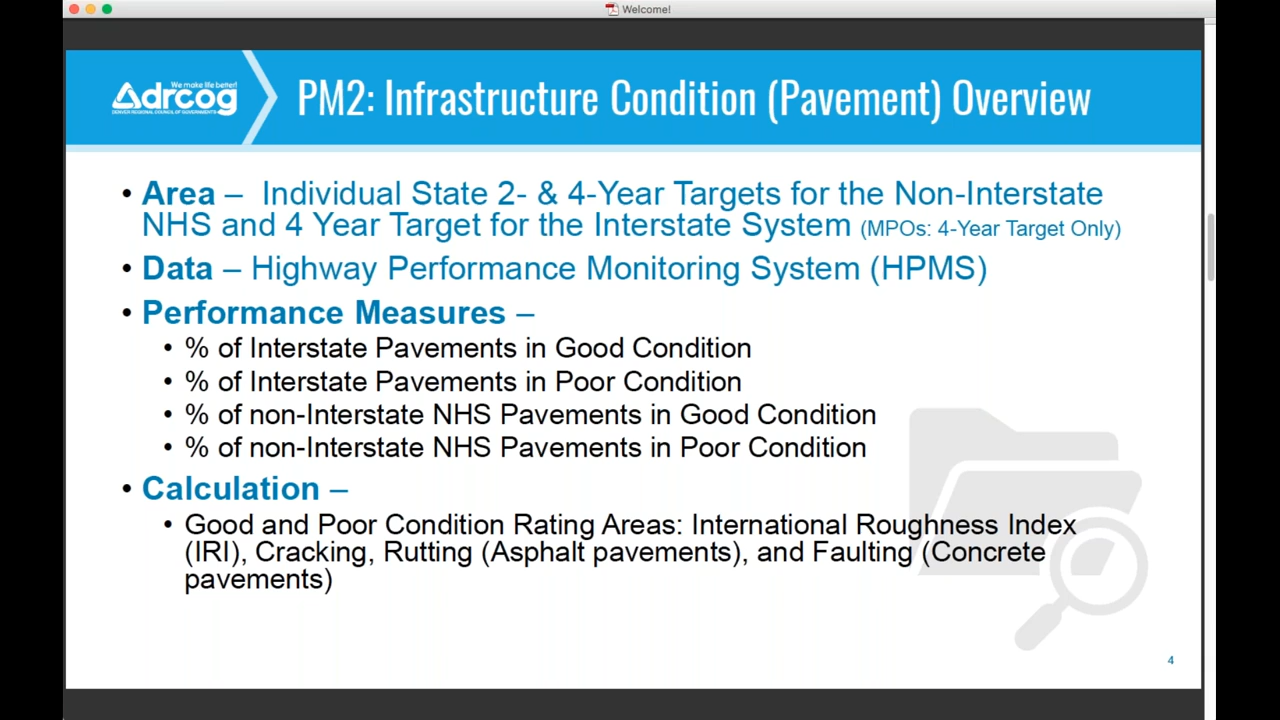 Welcome!
We make life better!
drcog
DENVER REGIONAL COUNCIL OF GOVERNMENTS
PM2: Infrastructure Condition (Pavement) Overview
• Area – Individual State 2- & 4-Year Targets for the Non-Interstate
NHS and 4 Year Target for the Interstate System (MPOs: 4-Year Target Only)
• Data – Highway Performance Monitoring System (HPMS)
• Performance Measures –
• % of Interstate Pavements in Good Condition
• % of Interstate Pavements in Poor Condition
• % of non-Interstate NHS Pavements in Good Condition
• % of non-Interstate NHS Pavements in Poor Condition
• Calculation –
• Good and Poor Condition Rating Areas: International Roughness Index
(IRI), Cracking, Rutting (Asphalt pavements), and Faulting (Concrete
pavements)
4